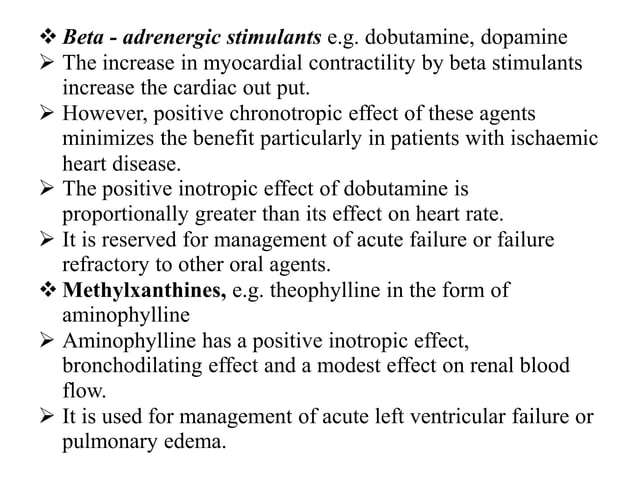 ❖ Beta - adrenergic stimulants e.g. dobutamine, dopamine
➢ The increase in myocardial contractility by beta stimulants
increase the cardiac out put.
➢ However, positive chronotropic effect of these agents
minimizes the benefit particularly in patients with ischaemic
heart disease.
➢ The positive inotropic effect of dobutamine is
proportionally greater than its effect on heart rate.
➢ It is reserved for management of acute failure or failure
refractory to other oral agents.
❖ Methylxanthines, e.g. theophylline in the form of
aminophylline
➢ Aminophylline has a positive inotropic effect,
bronchodilating effect and a modest effect on renal blood
flow.
➢ It is used for management of acute left ventricular failure or
pulmonary edema.